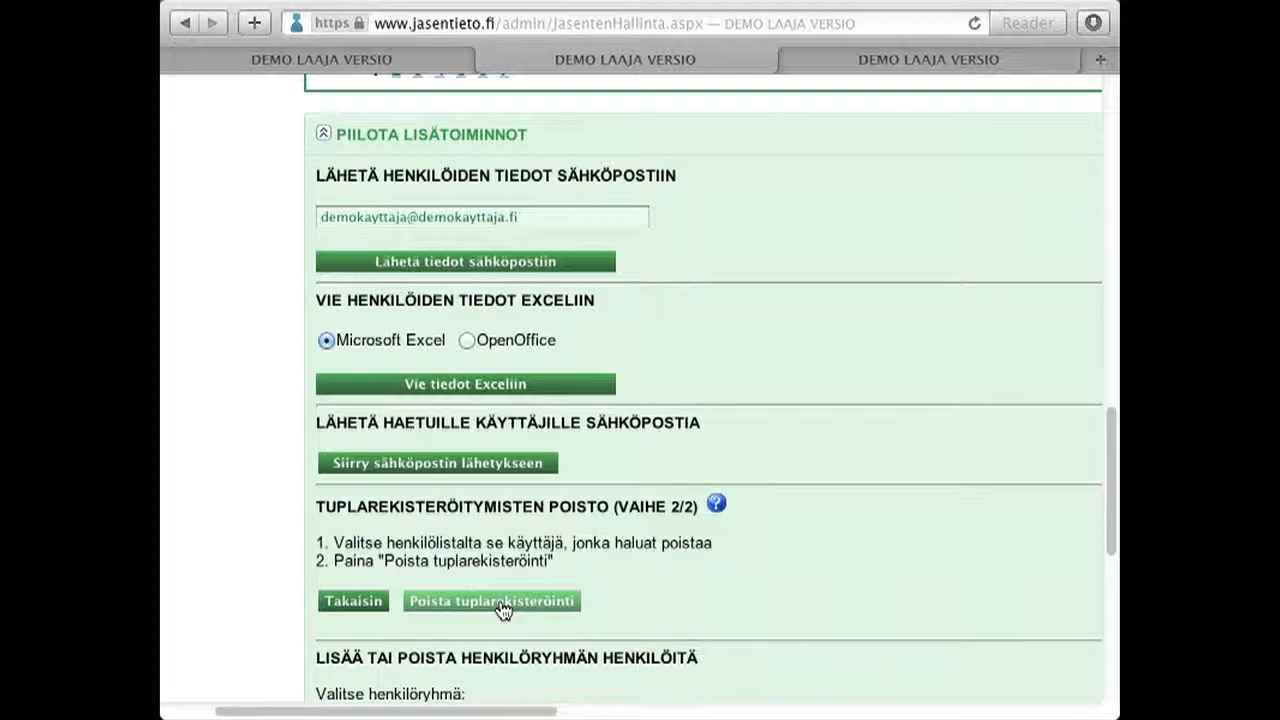 https www.jasentieto.fi/admin/JasentenHallinta.aspx — DEMO LAAJA VERSIO Reader
DEMO LAAJA VERSIO DEMO LAAJA VERSIO DEMO LAAJA VERSIO
PIILOTA LISÄTOIMINNOT
LÄHETÄ HENKILÖIDEN TIEDOT SÄHKÖPOSTIIN
demokayttaja@demokayttaja.fi
Lähetä tiedot sähköpostiin
VIE HENKILÖIDEN TIEDOT EXCELIIN
Microsoft Excel OpenOffice
Vie tiedot Exceliin
LÄHETÄ HAETUILLE KÄYTTÄJILLE SÄHKÖPOSTIA
Siirry sähköpostin lähetykseen
TUPLAREKISTERÖITYMISTEN POISTO (VAIHE 2/2) ?
1. Valitse henkilölistalta se käyttäjä, jonka haluat poistaa
2. Paina "Poista tuplarekisteröinti"
Takaisin Poista tuplarekisteröinti
LISÄÄ TAI POISTA HENKILÖRYHMÄN HENKILÖITÄ
Valitse henkilöryhmä: